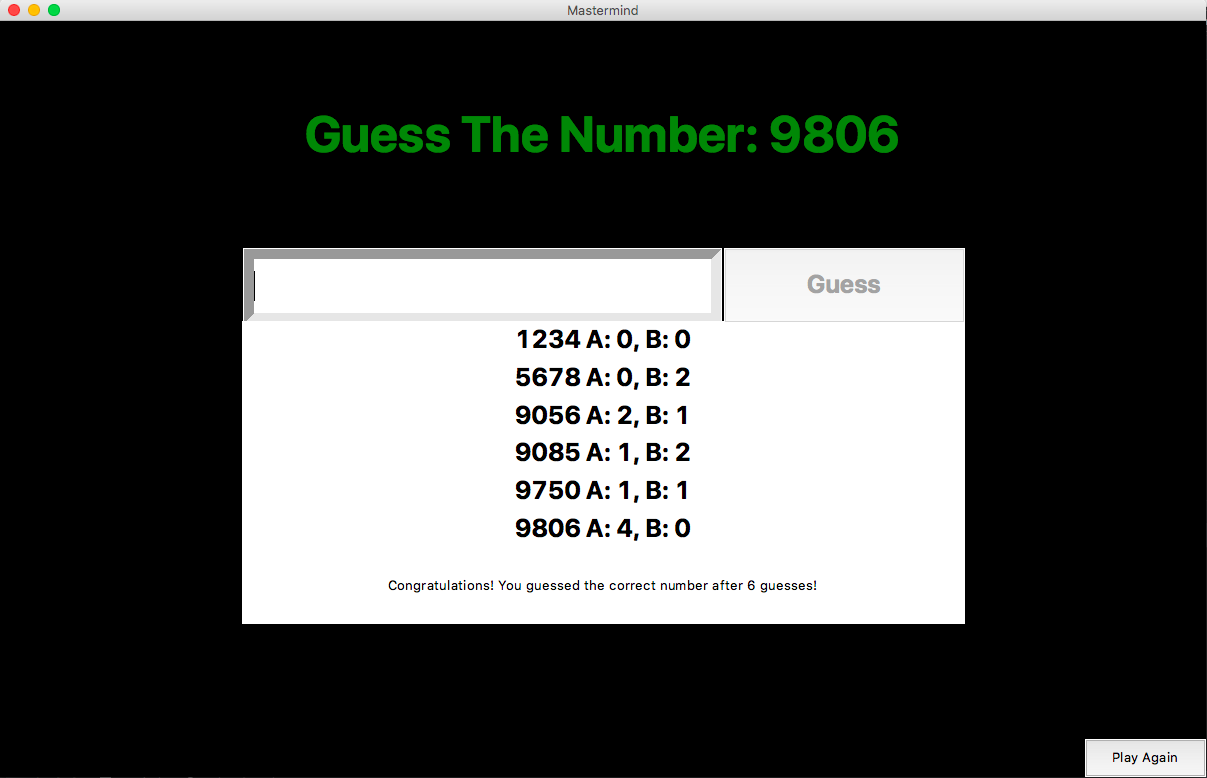 Mastermind
Guess The Number: 9806
Guess
1234 A: 0, B: 0
5678 A: 0, B: 2
9056 A: 2, B: 1
9085 A: 1, B: 2
9750 A: 1, B: 1
9806 A: 4, B: 0
Congratulations! You guessed the correct number after 6 guesses!
Play Again